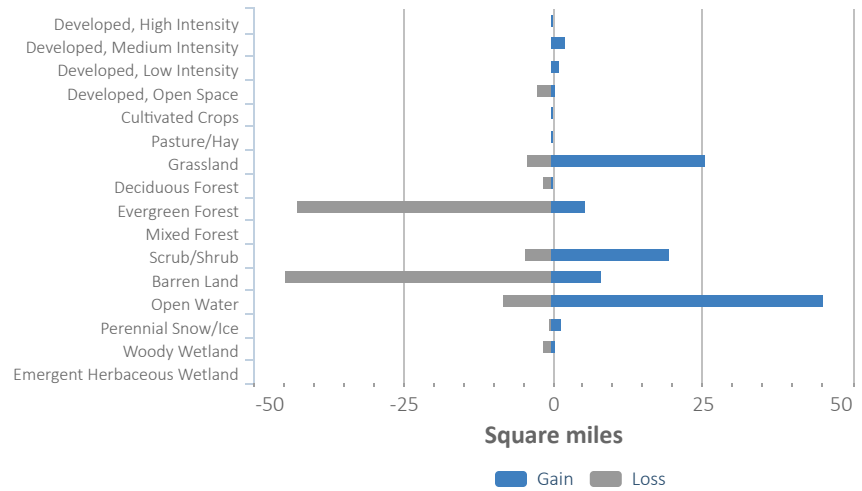 Developed, High Intensity
Developed, Medium Intensity
Developed, Low Intensity
Developed, Open Space
Cultivated Crops
Pasture/Hay
Grassland
Deciduous Forest
Evergreen Forest
Mixed Forest
Scrub/Shrub
Barren Land
Open Water
Perennial Snow/Ice
Woody Wetland
Emergent Herbaceous Wetland
-50 -25 0 25 50
Square miles
Gain Loss